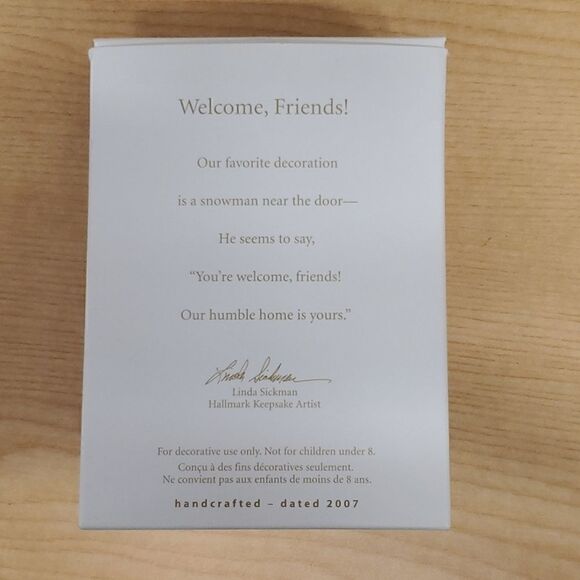 Welcome, Friends!
Our favorite decoration
is a snowman near the door—
He seems to say,
“You’re welcome, friends!
Our humble home is yours.”
Linda Sickman
Linda Sickman
Hallmark Keepsake Artist
For decorative use only. Not for children under 8.
Conçu à des fins décoratives seulement.
Ne convient pas aux enfants de moins de 8 ans.
handcrafted – dated 2007